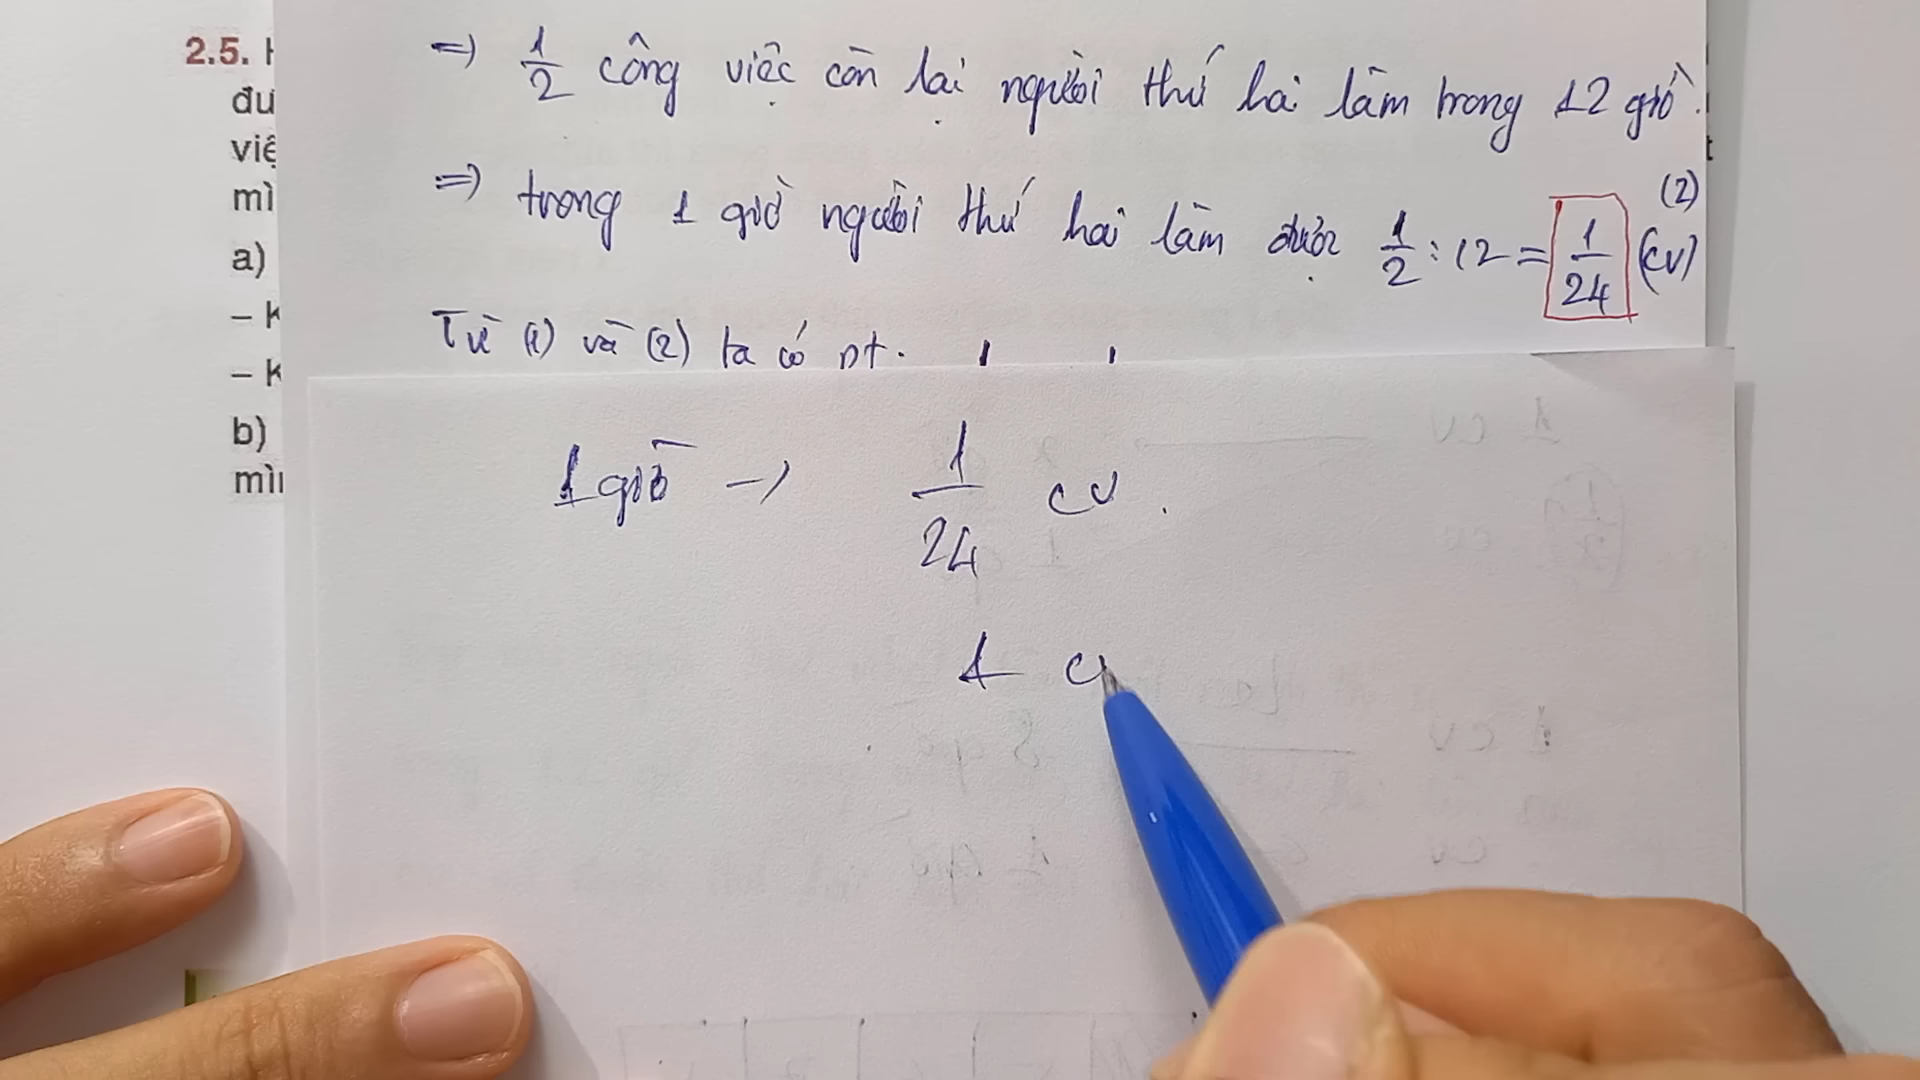 2.5. H
⇒ 1/2 công việc còn lại người thứ hai làm trong 12 giờ.
đư
việ
mì
⇒ trong 1 giờ người thứ hai làm được 1/2 : 12 = 1/24 (cv) (2)
a)
– K
Từ (1) và (2) ta có pt.
– K
b)
mìn
1 giờ → 1/24 cv.
1 cv